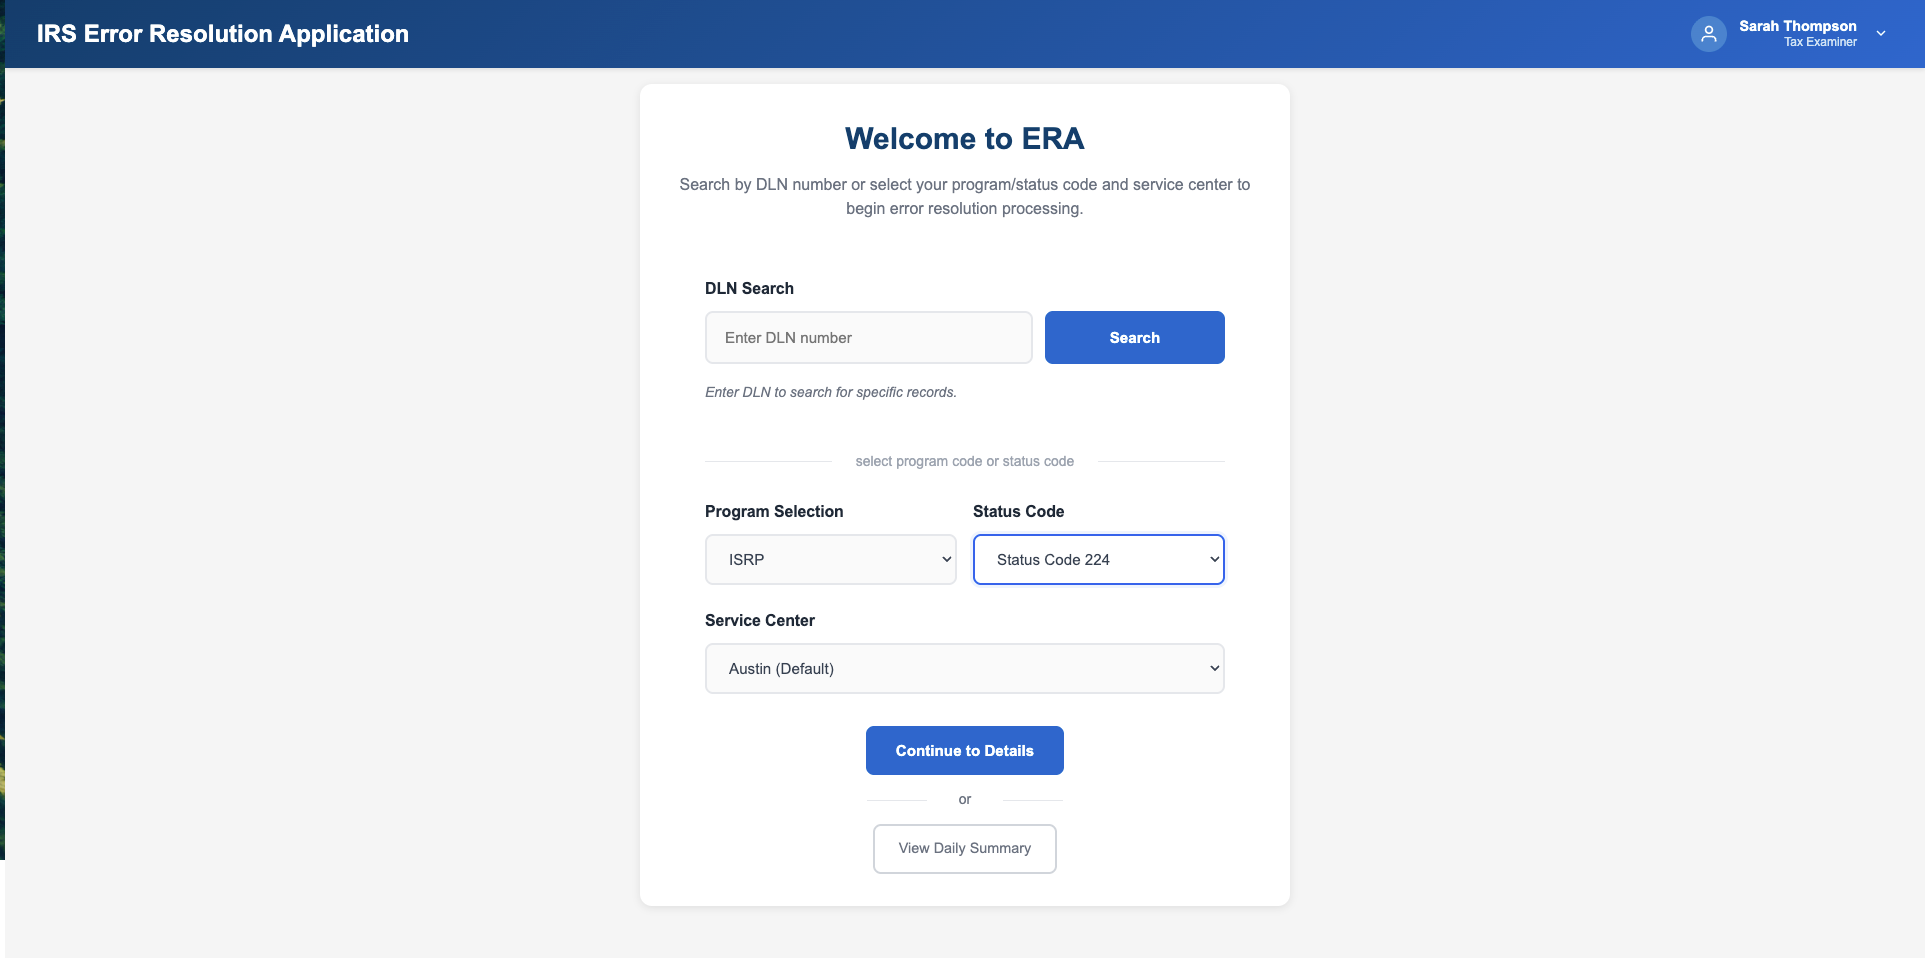 IRS Error Resolution Application
Sarah Thompson
Tax Examiner
Welcome to ERA
Search by DLN number or select your program/status code and service center to
begin error resolution processing.
DLN Search
Enter DLN number
Search
Enter DLN to search for specific records.
select program code or status code
Program Selection
Status Code
ISRP
Status Code 224
Service Center
Austin (Default)
Continue to Details
or
View Daily Summary